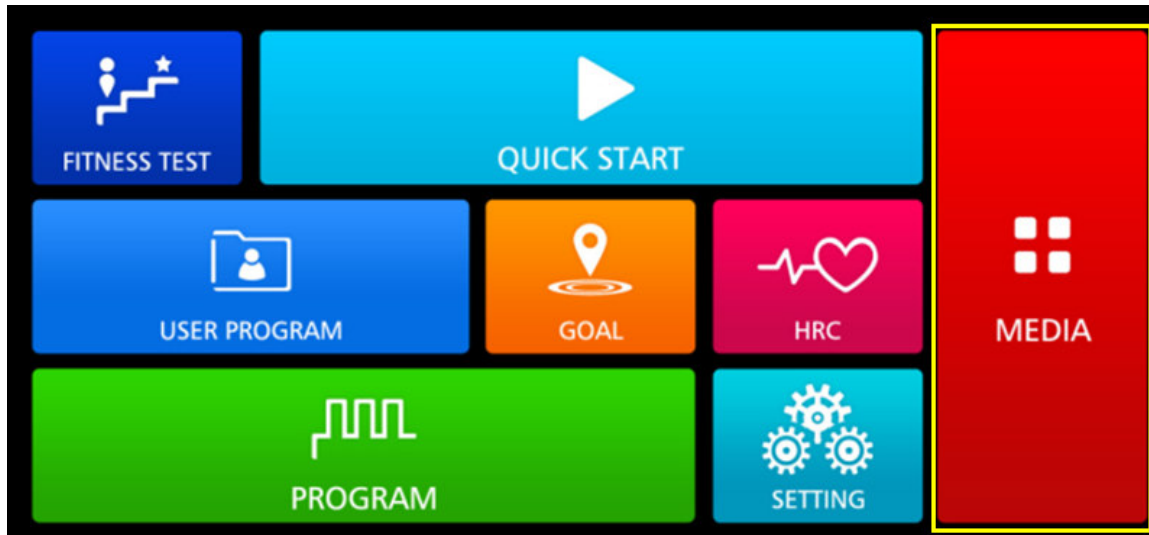 FITNESS TEST
QUICK START
USER PROGRAM
GOAL
HRC
MEDIA
PROGRAM
SETTING